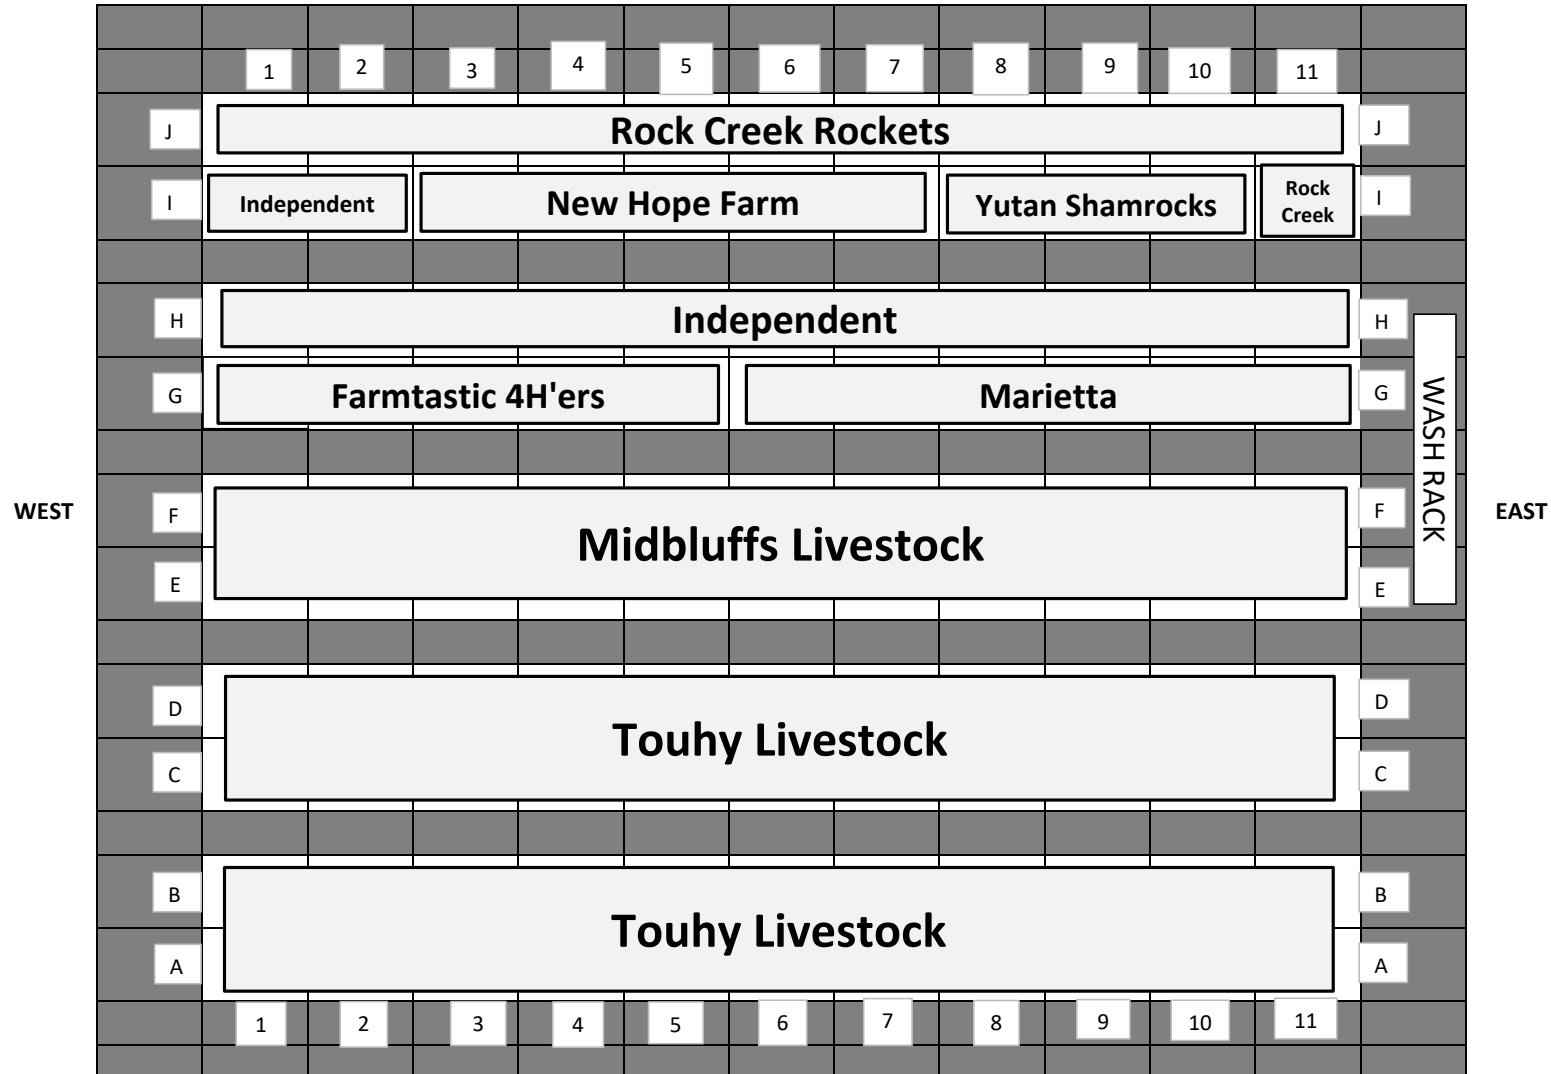 1 2 3 4 5 6 7 8 9 10 11
J Rock Creek Rockets J
I Independent New Hope Farm Yutan Shamrocks Rock I
Creek
H Independent H
G Farmtastic 4H'ers Marietta G
WASH RACK
WEST
EAST
F F
Midbluffs Livestock
E E
D D
Touhy Livestock
C C
B B
Touhy Livestock
A A
1 2 3 4 5 6 7 8 9 10 11